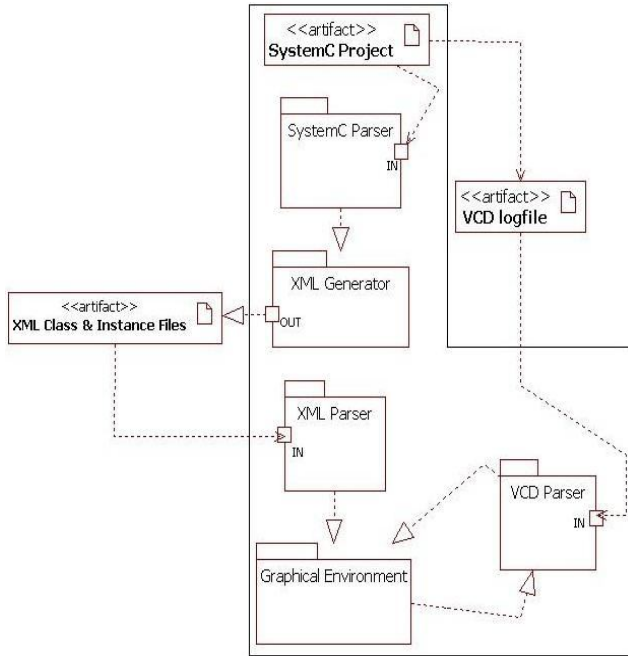 <<artifact>>
SystemC Project
SystemC Parser
IN
<<artifact>>
VCD logfile
XML Generator
OUT
<<artifact>>
XML Class & Instance Files
XML Parser
IN
VCD Parser
IN
Graphical Environment